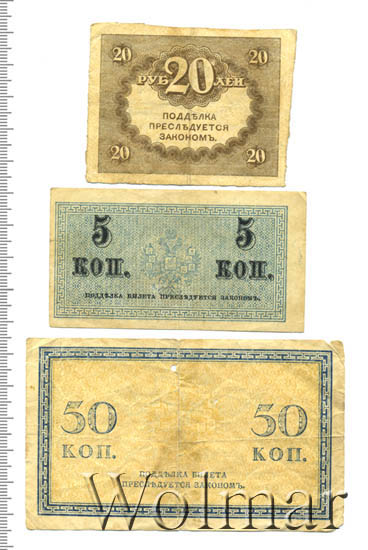 20 20
РУБ 20 ЛЕЙ
ПОДДѢЛКА
ПРЕСЛѢДУЕТСЯ
ЗАКОНОМЪ.
20 20
5 5
КОП. КОП.
ПОДДѢЛКА БИЛЕТА ПРЕСЛѢДУЕТСЯ ЗАКОНОМЪ.
50 50
КОП. КОП.
ПОДДѢЛКА БИЛЕТА
ПРЕСЛѢДУЕТСЯ ЗАКОНОМЪ.
Wolmar